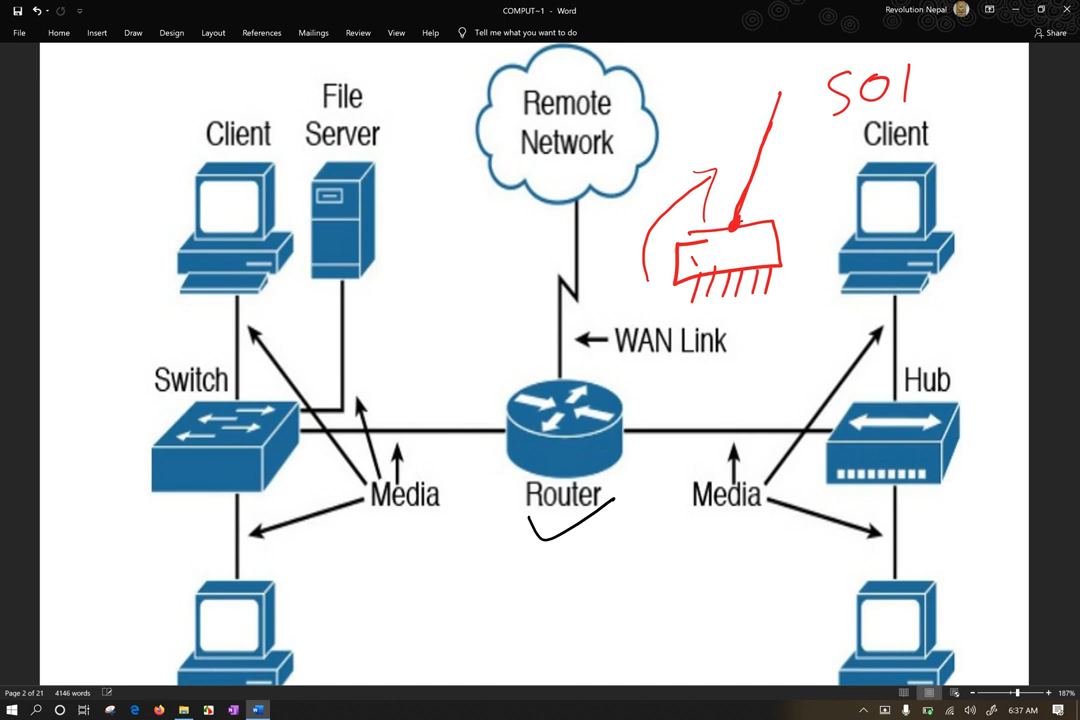 COMPUT~1 - Word
Revolution Nepal
File Home Insert Draw Design Layout References Mailings Review View Help Tell me what you want to do
Share
File
Server
Client
Remote
Network
501
Client
WAN Link
Switch
Hub
Media
Router
Media
Page 2 of 21 4146 words
187%
6:37 AM